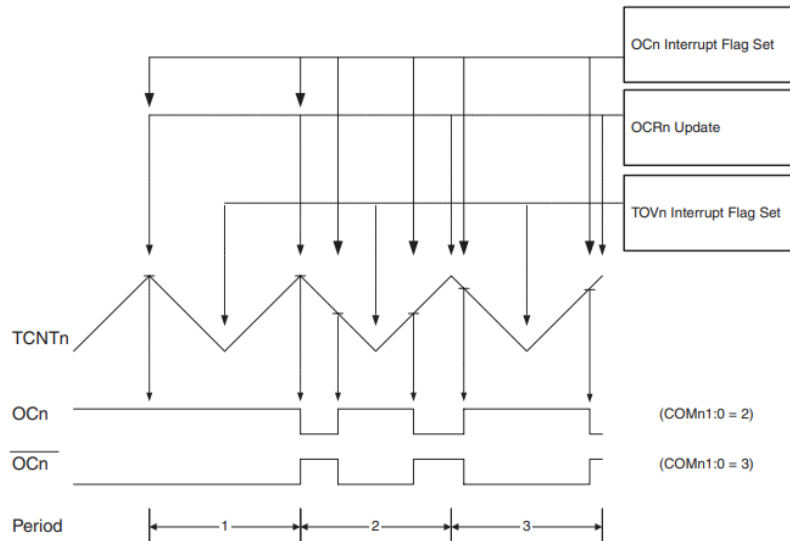 OCn Interrupt Flag Set
OCRn Update
TOVn Interrupt Flag Set
TCNTn
OCn
(COMn1:0 = 2)
OCn
(COMn1:0 = 3)
Period
1
2
3